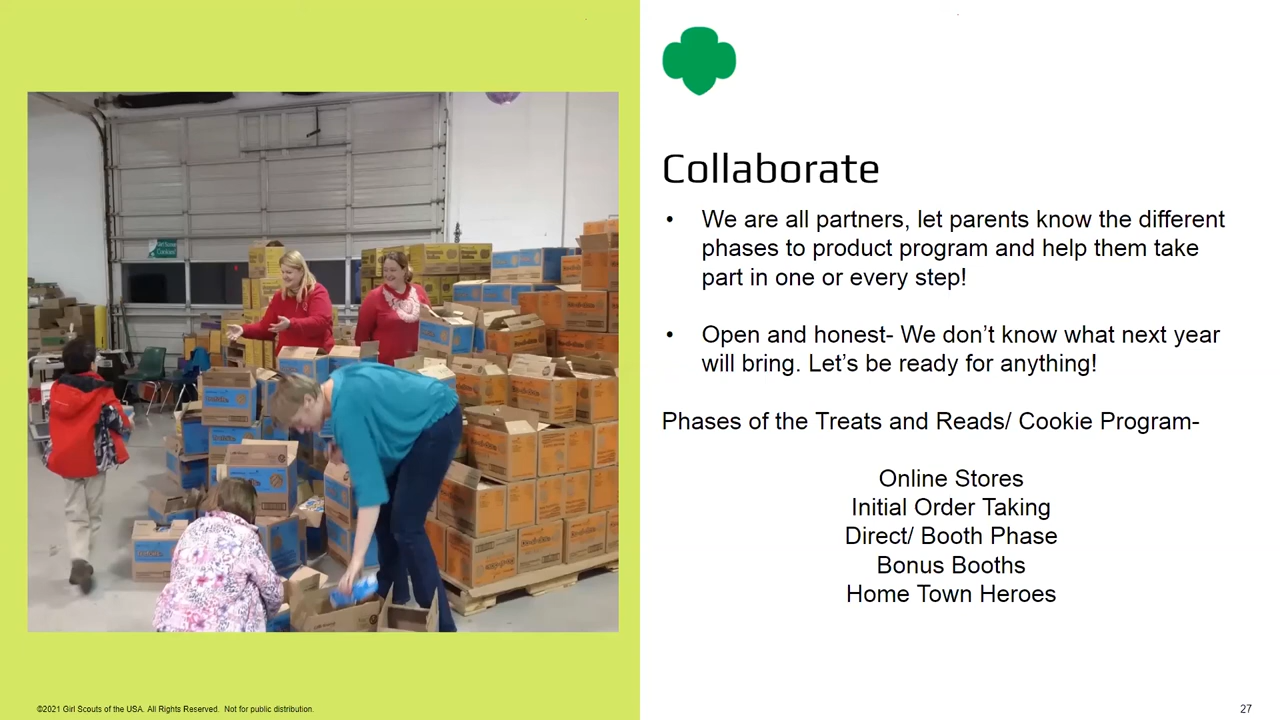 Collaborate
• We are all partners, let parents know the different
phases to product program and help them take
part in one or every step!
• Open and honest- We don’t know what next year
will bring. Let’s be ready for anything!
Phases of the Treats and Reads/ Cookie Program-
Online Stores
Initial Order Taking
Direct/ Booth Phase
Bonus Booths
Home Town Heroes
©2021 Girl Scouts of the USA. All Rights Reserved. Not for public distribution.
27